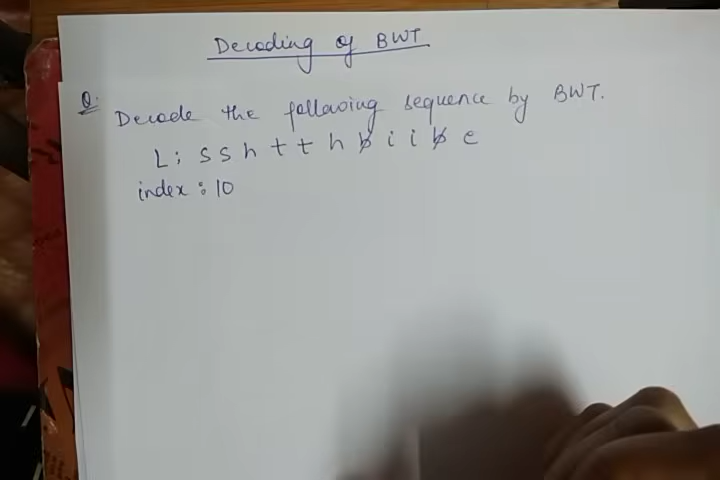 Decoding of BWT
Q: Decode the following sequence by BWT.
L: s s h t t h b̸ i i b̸ e
index: 10